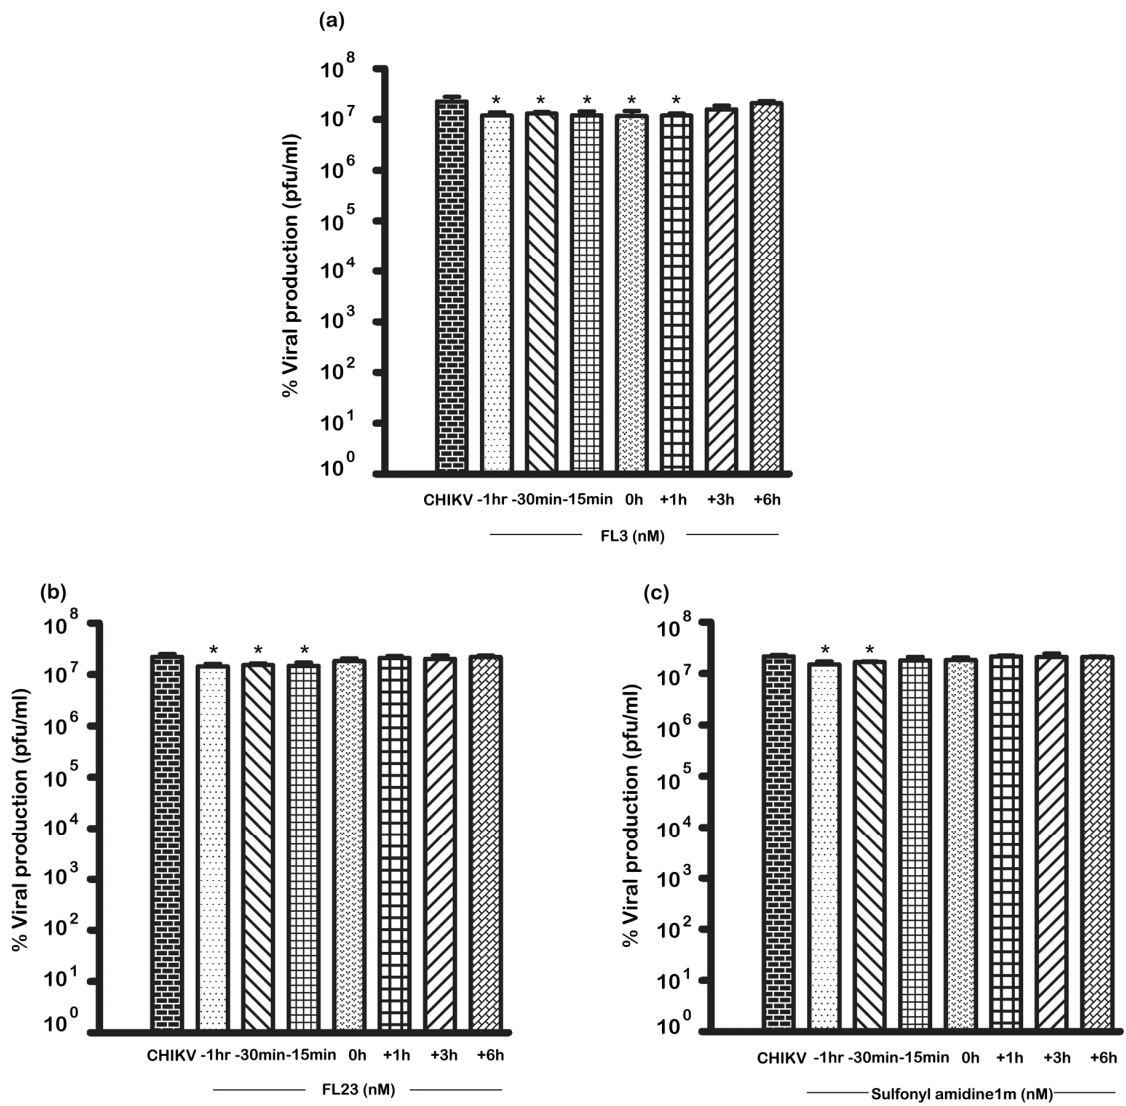 (a)
% Viral production (pfu/ml)
10^8
10^7
10^6
10^5
10^4
10^3
10^2
10^1
10^0
* * * * *
CHIKV -1hr -30min-15min 0h +1h +3h +6h
FL3 (nM)
(b)
% Viral production (pfu/ml)
10^8
10^7
10^6
10^5
10^4
10^3
10^2
10^1
10^0
* * *
CHIKV -1hr -30min-15min 0h +1h +3h +6h
FL23 (nM)
(c)
% Viral production (pfu/ml)
10^8
10^7
10^6
10^5
10^4
10^3
10^2
10^1
10^0
* *
CHIKV -1hr -30min-15min 0h +1h +3h +6h
Sulfonyl amidine1m (nM)